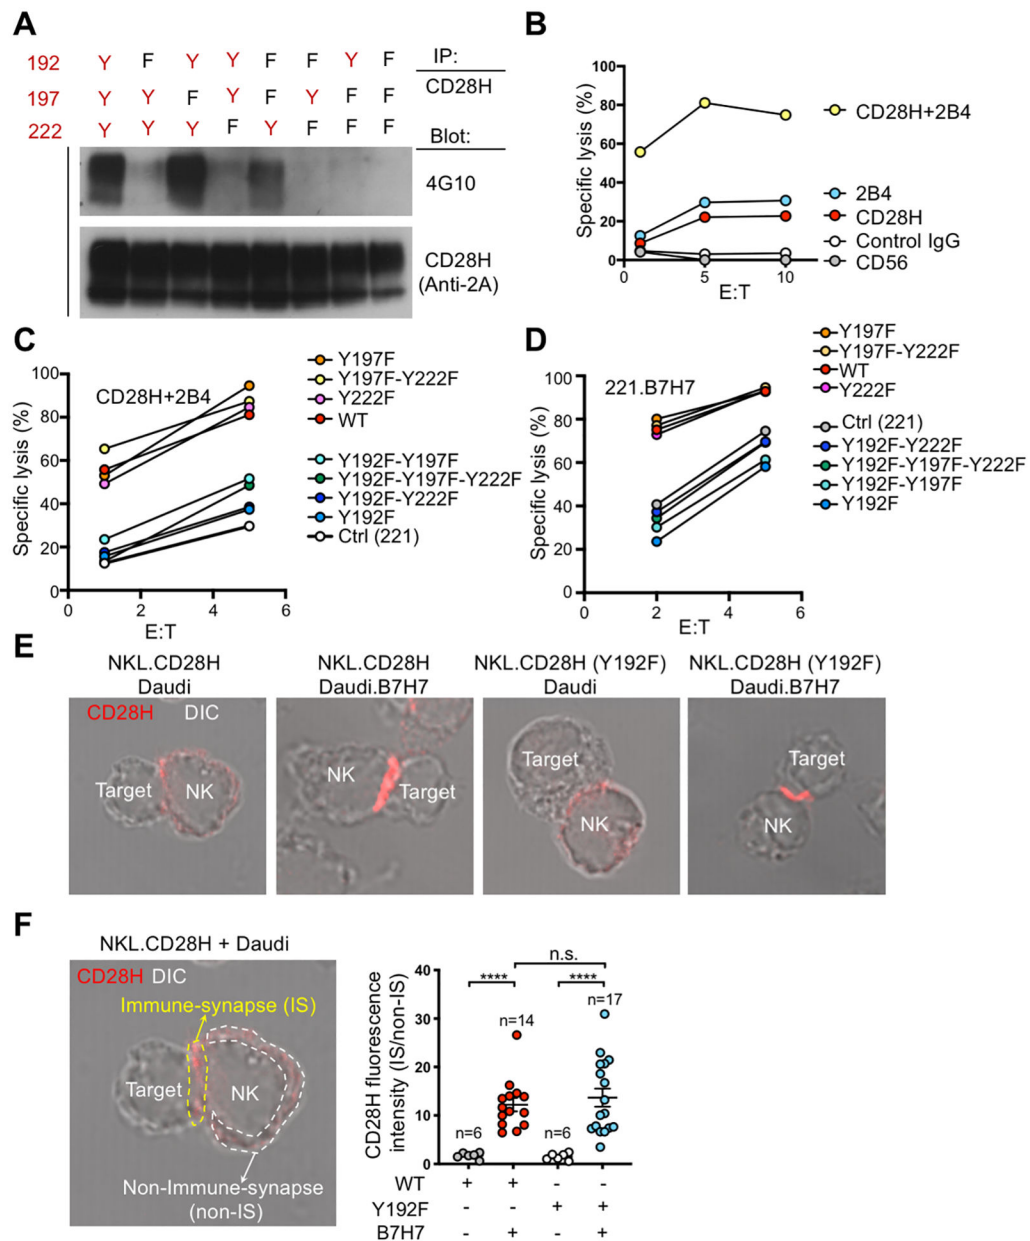 A
192 Y F Y Y F F Y F IP:
197 Y Y F Y F Y F F CD28H
222 Y Y Y F Y F F F Blot:
4G10
CD28H
(Anti-2A)
B
Specific lysis (%)
100
80
60
40
20
0
0 5 10
E:T
CD28H+2B4
2B4
CD28H
Control IgG
CD56
C
CD28H+2B4
Specific lysis (%)
100
80
60
40
20
0
0 2 4 6
E:T
Y197F
Y197F-Y222F
Y222F
WT
Y192F-Y197F
Y192F-Y197F-Y222F
Y192F-Y222F
Y192F
Ctrl (221)
D
221.B7H7
Specific lysis (%)
100
80
60
40
20
0
0 2 4 6
E:T
Y197F
Y197F-Y222F
WT
Y222F
Ctrl (221)
Y192F-Y222F
Y192F-Y197F-Y222F
Y192F-Y197F
Y192F
E
NKL.CD28H
Daudi
CD28H DIC
Target NK
NKL.CD28H
Daudi.B7H7
NK Target
NKL.CD28H (Y192F)
Daudi
Target
NK
NKL.CD28H (Y192F)
Daudi.B7H7
Target
NK
F
NKL.CD28H + Daudi
CD28H DIC
Immune-synapse (IS)
Target NK
Non-Immune-synapse
(non-IS)
CD28H fluorescence
intensity (IS/non-IS)
40
30
20
10
0
n.s.
**** ****
n=6 n=14 n=6 n=17
WT + + - -
Y192F - - + +
B7H7 - + - +